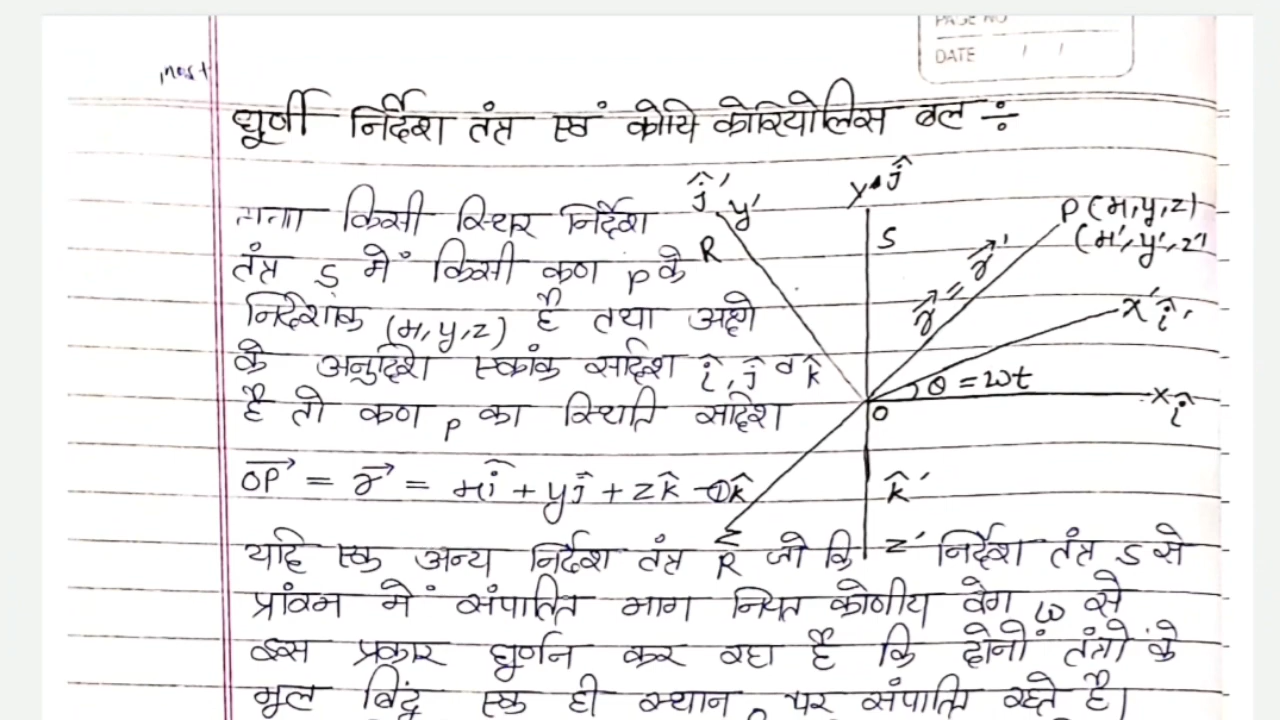 PAGE NO
DATE / /
most
घूर्णी निर्देश तंत्र एवं कोरियोलिस बल ÷
माना किसी स्थिर निर्देश
तंत्र S में किसी कण P के
निर्देशांक (x, y, z) है तथा अक्षो
के अनुदिश एकांक सदिश î, ĵ व k̂
है तो कण P का स्थिति सदिश
OP⃗ = r⃗ = xî + yĵ + zk̂ -①
ĵ' y'
R
Y ĵ
S
P(x, y, z)
(x', y', z')
r⃗ = r⃗'
x' î'
θ = ωt
x î
O
k̂
Z
k̂'
z'
यदि एक अन्य निर्देश तंत्र R जो कि निर्देश तंत्र S से
प्रांरभ में संपातित भाग नियत कोणीय वेग ω से
इस प्रकार घूर्णन कर रहा है कि दोनों तंत्रो के
मूल बिंदु एक ही स्थान पर संपाति रहते है।